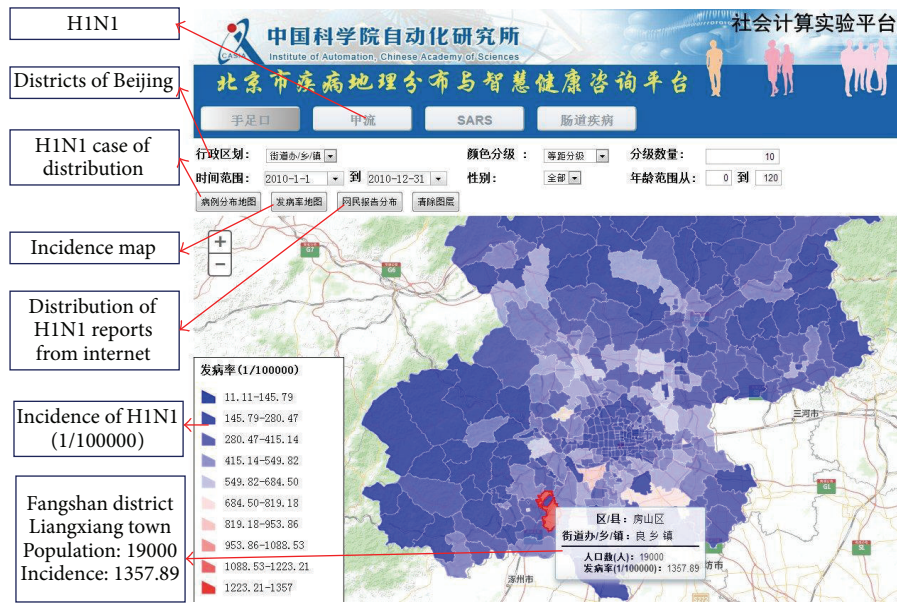 H1N1
Districts of Beijing
H1N1 case of
distribution
Incidence map
Distribution of
H1N1 reports
from internet
Incidence of H1N1
(1/100000)
Fangshan district
Liangxiang town
Population: 19000
Incidence: 1357.89
CASIA
中国科学院自动化研究所
Institute of Automation, Chinese Academy of Sciences
社会计算实验平台
北京市疾病地理分布与智慧健康咨询平台
手足口 甲流 SARS 肠道疾病
行政区划: 街道办/乡/镇 颜色分级 : 等距分级 分级数量: 10
时间范围: 2010-1-1 到 2010-12-31 性别: 全部 年龄范围从: 0 到 120
病例分布地图 发病率地图 网民报告分布 清除图层
+
−
G7
G6
三河市
G1
发病率(1/100000)
11.11-145.79
145.79-280.47
280.47-415.14
415.14-549.82
549.82-684.50
684.50-819.18
819.18-953.86
953.86-1088.53
1088.53-1223.21
1223.21-1357
区/县: 房山区
街道办/乡/镇: 良乡镇
人口数(人): 19000
发病率(1/100000): 1357.89
坊市
涿州市